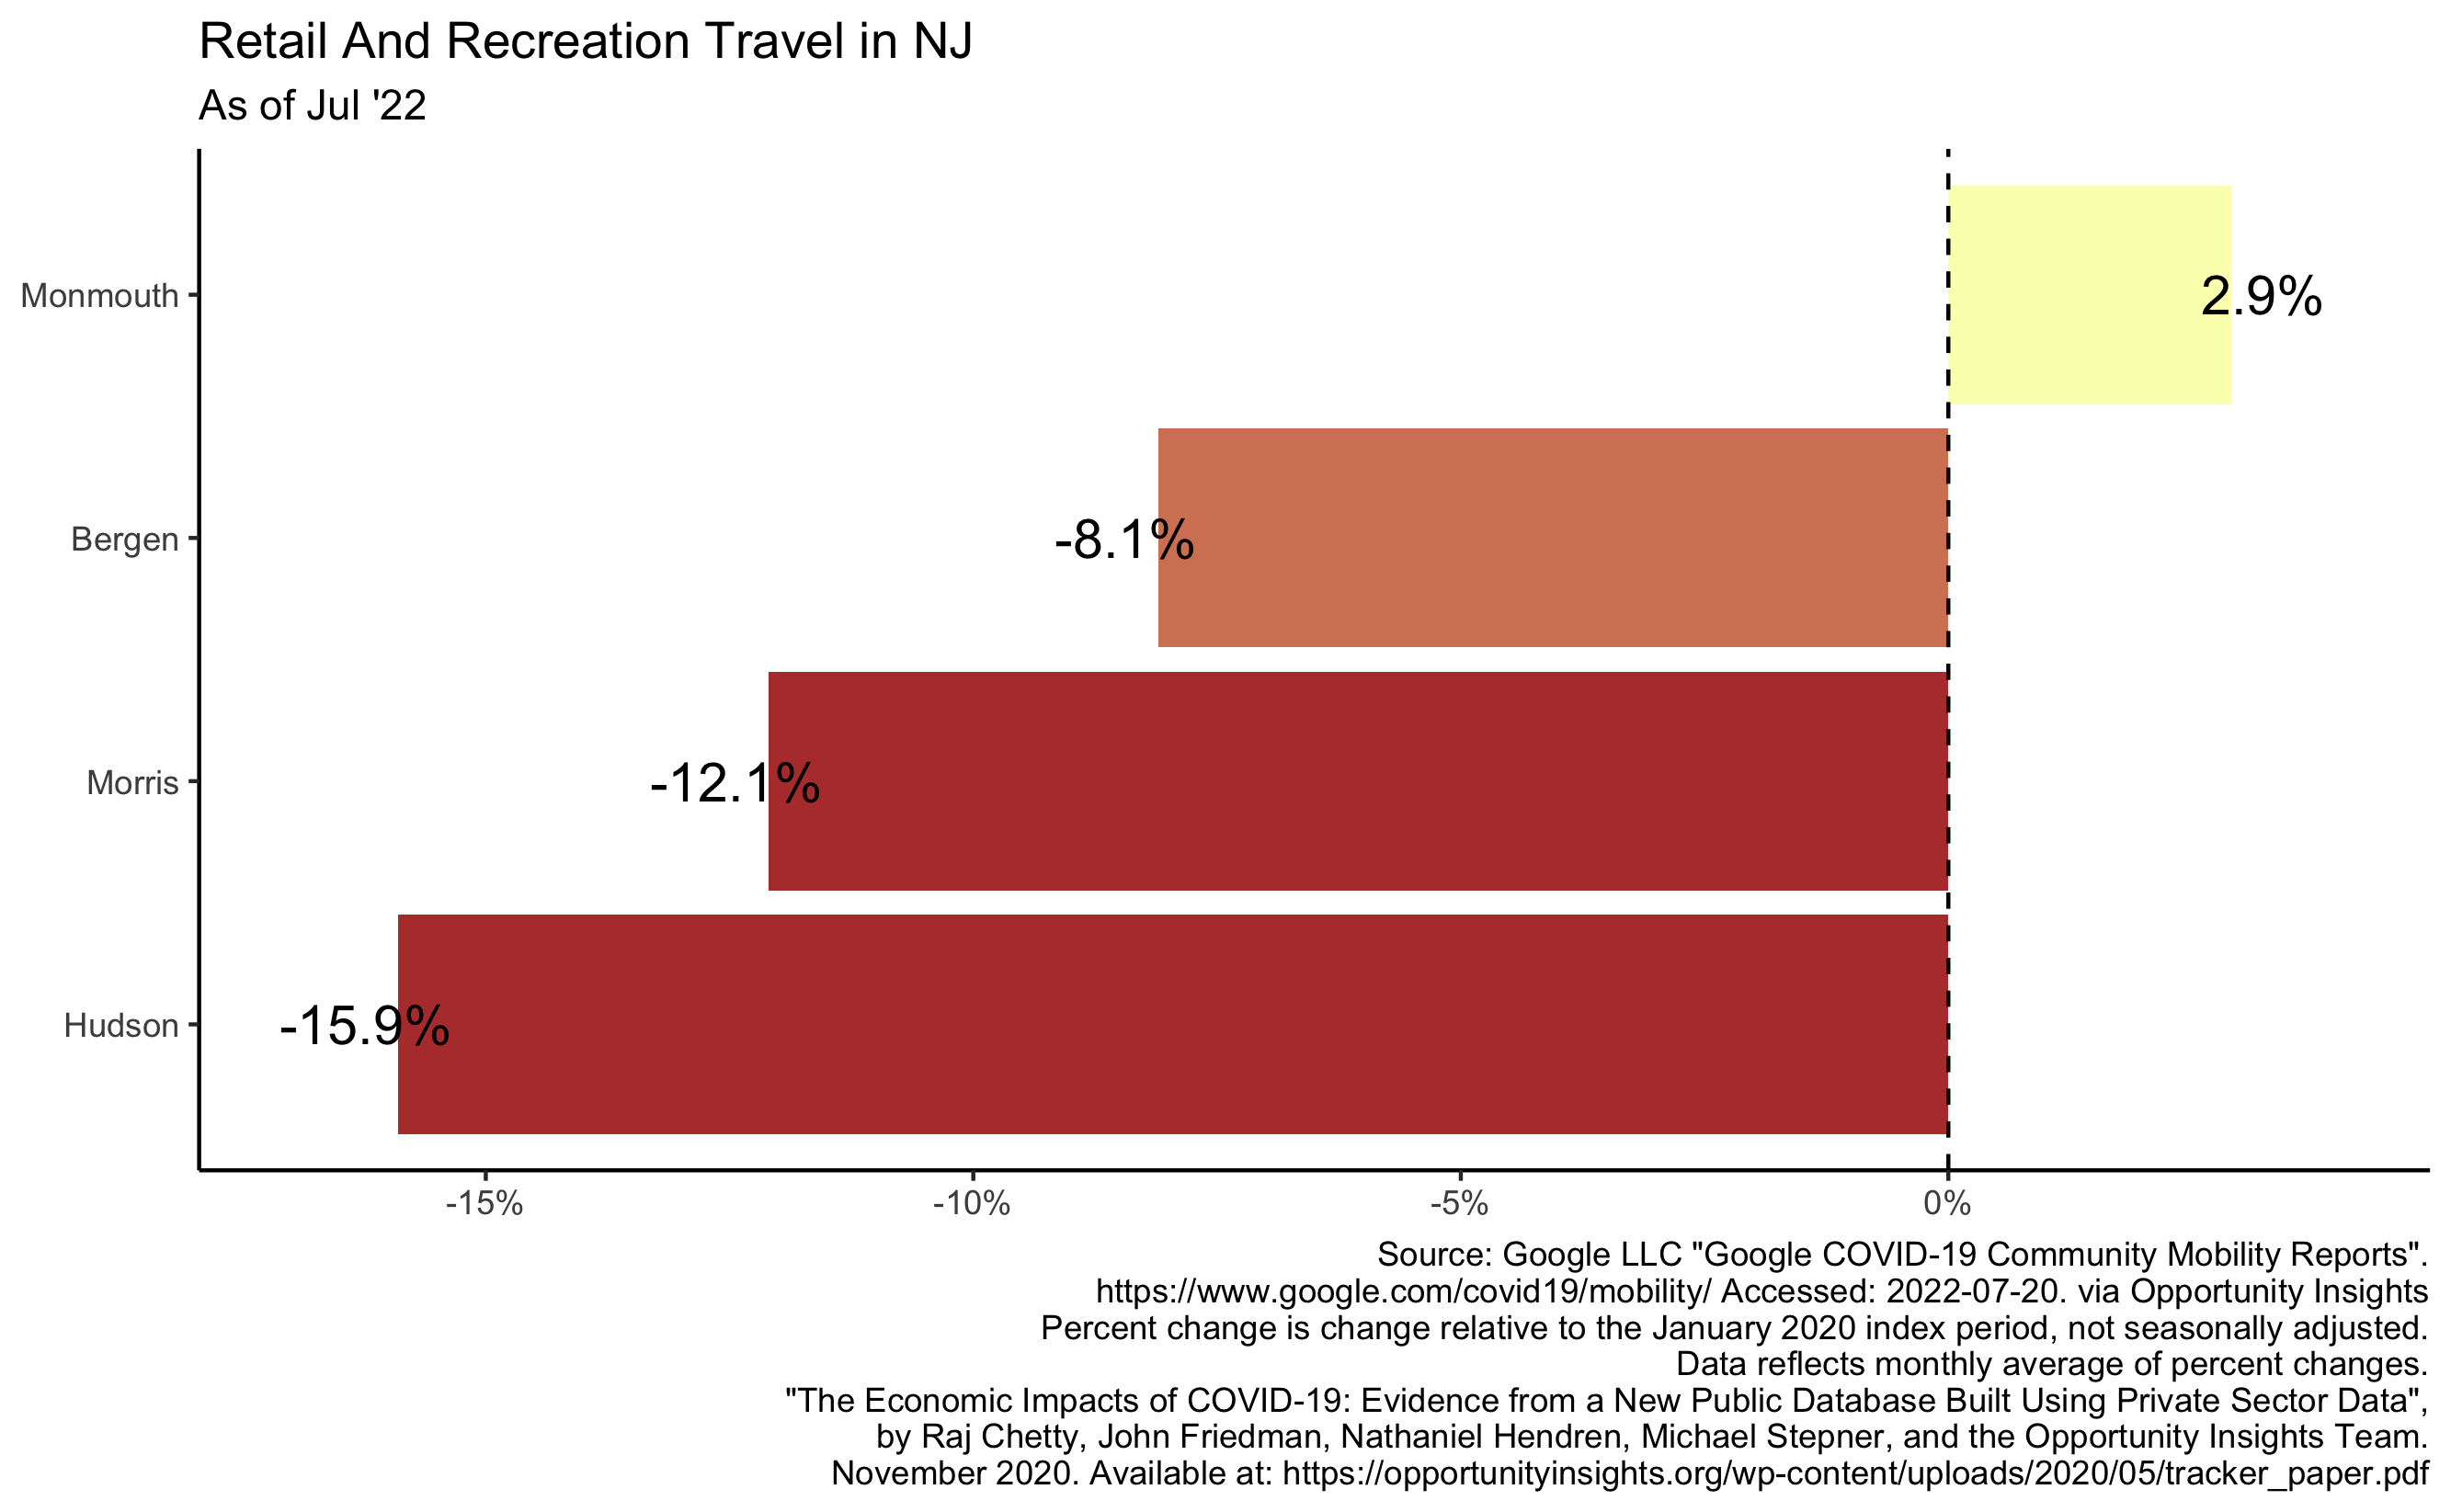 Retail And Recreation Travel in NJ
As of Jul '22
Monmouth
2.9%
Bergen
-8.1%
Morris
-12.1%
Hudson
-15.9%
-15%
-10%
-5%
0%
Source: Google LLC "Google COVID-19 Community Mobility Reports".
https://www.google.com/covid19/mobility/ Accessed: 2022-07-20. via Opportunity Insights
Percent change is change relative to the January 2020 index period, not seasonally adjusted.
Data reflects monthly average of percent changes.
"The Economic Impacts of COVID-19: Evidence from a New Public Database Built Using Private Sector Data",
by Raj Chetty, John Friedman, Nathaniel Hendren, Michael Stepner, and the Opportunity Insights Team.
November 2020. Available at: https://opportunityinsights.org/wp-content/uploads/2020/05/tracker_paper.pdf